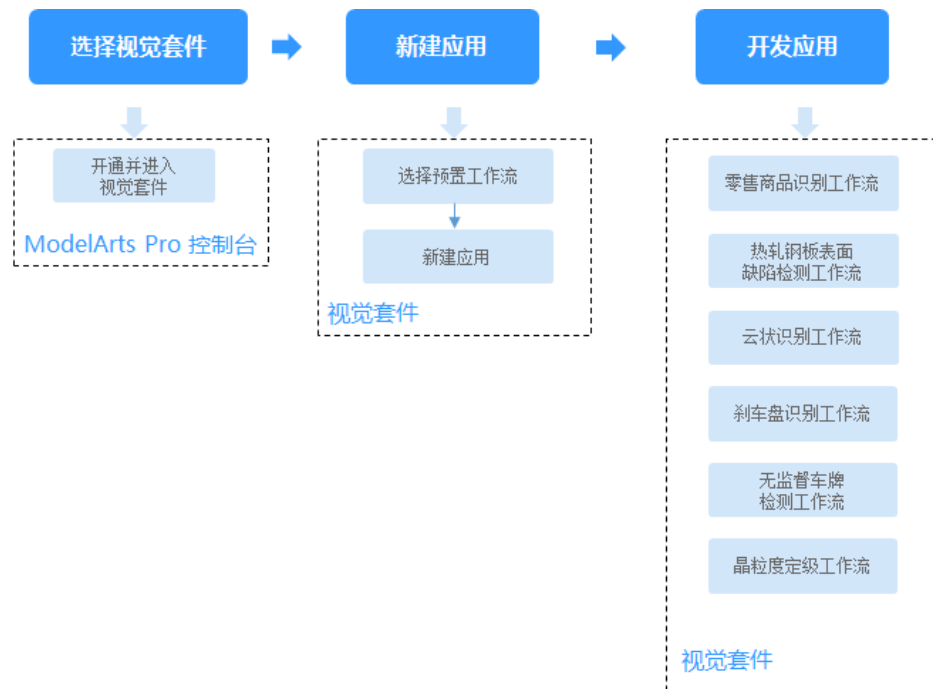 选择视觉套件
新建应用
开发应用
开通并进入
视觉套件
ModelArts Pro 控制台
选择预置工作流
新建应用
视觉套件
零售商品识别工作流
热轧钢板表面
缺陷检测工作流
云状识别工作流
刹车盘识别工作流
无监督车牌
检测工作流
晶粒度定级工作流
视觉套件